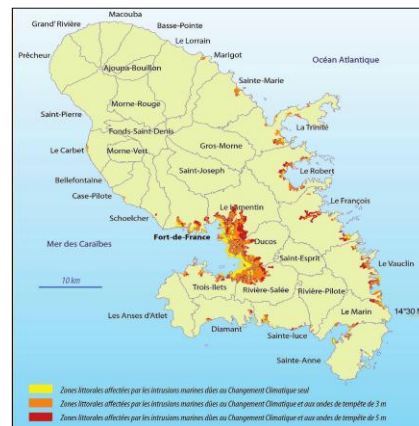 Macouba
Grand' Rivière
Basse-Pointe
Le Lorrain
Marigot
Océan Atlantique
Prêcheur
Ajoupa-Bouillon
Sainte-Marie
Morne-Rouge
Saint-Pierre
La Trinité
Fonds-Saint-Denis
Gros-Morne
Le Carbet
Morne-Vert
Le Robert
Saint-Joseph
Bellefontaine
Case-Pilote
Le François
Le Lamentin
Schoelcher
Fort-de-France
Ducos
Mer des Caraïbes
Saint-Esprit
Le Vauclin
10 km
Trois-Ilets
Rivière-Salée
Rivière-Pilote
14°30
Le Marin
Les Anses d'Atlet
Diamant
Sainte-luce
Sainte-Anne
Zones littorales affectées par les intrusions marines dûes au Changement Climatique seul
Zones littorales affectées par les intrusions marines dûes au Changement Climatique et aux ondes de tempête de 3 m
Zones littorales affectées par les intrusions marines dûes au Changement Climatique et aux ondes de tempête de 5 m